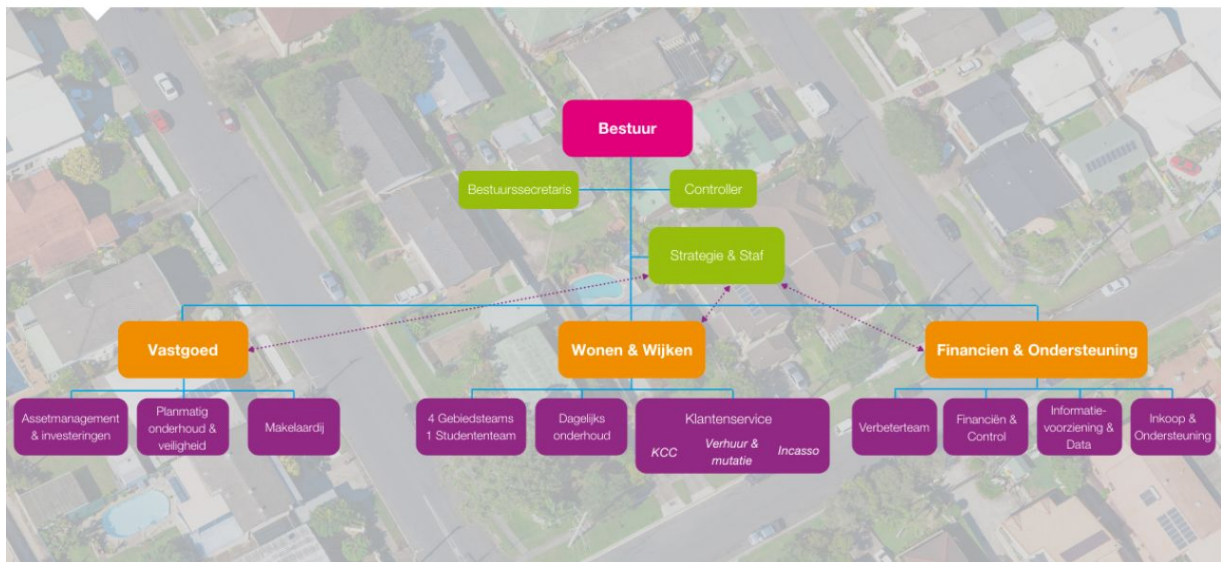 Bestuur
Bestuurssecretaris
Controller
Strategie & Staf
Vastgoed
Wonen & Wijken
Financien & Ondersteuning
Assetmanagement
& investeringen
Planmatig
onderhoud &
veiligheid
Makelaardij
4 Gebiedsteams
1 Studententeam
Dagelijks
onderhoud
Klantenservice
KCC
Verhuur &
mutatie
Incasso
Verbeterteam
Financiën &
Control
Informatie-
voorziening &
Data
Inkoop &
Ondersteuning